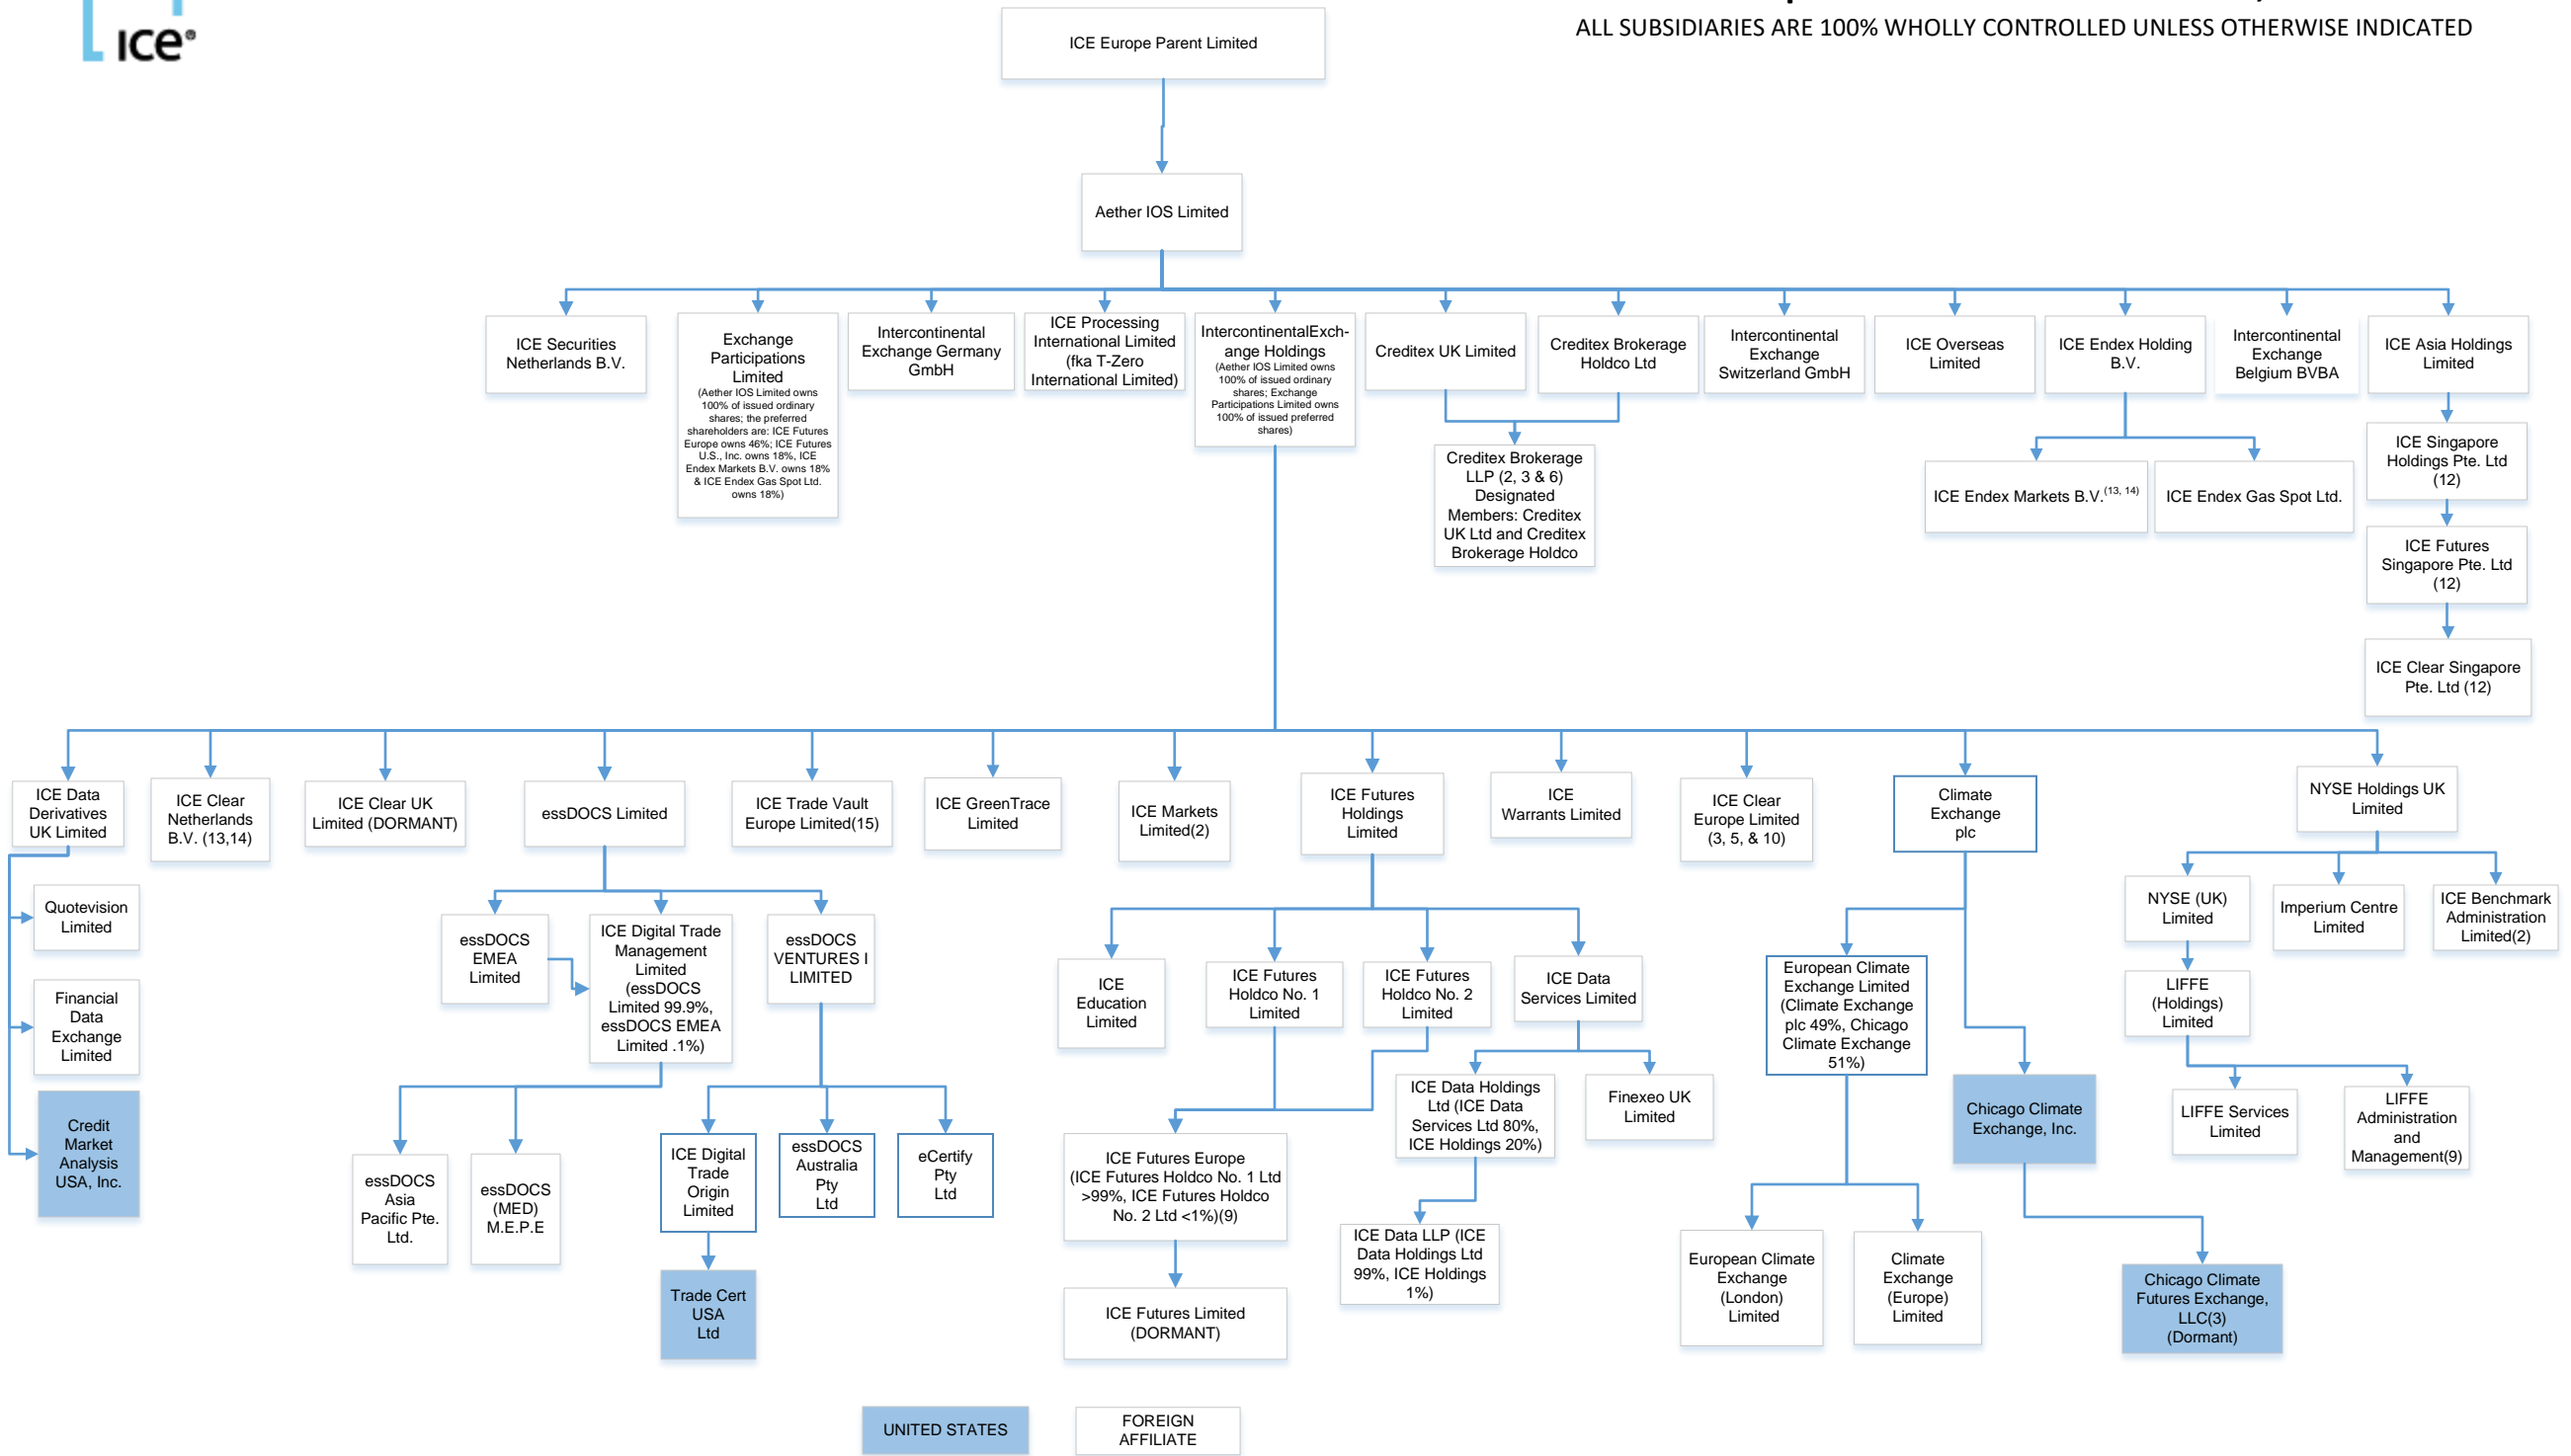 ice®
ALL SUBSIDIARIES ARE 100% WHOLLY CONTROLLED UNLESS OTHERWISE INDICATED
ICE Europe Parent Limited
Aether IOS Limited
ICE Securities
Netherlands B.V.
Exchange
Participations
Limited
(Aether IOS Limited owns
100% of issued ordinary
shares; the preferred
shareholders are: ICE Futures
Europe owns 46%; ICE Futures
U.S., Inc. owns 18%, ICE
Endex Markets B.V. owns 18%
& ICE Endex Gas Spot Ltd.
owns 18%)
Intercontinental
Exchange Germany
GmbH
ICE Processing
International Limited
(fka T-Zero
International Limited)
IntercontinentalExch-
ange Holdings
(Aether IOS Limited owns
100% of issued ordinary
shares; Exchange
Participations Limited owns
100% of issued preferred
shares)
Creditex UK Limited
Creditex Brokerage
Holdco Ltd
Intercontinental
Exchange
Switzerland GmbH
ICE Overseas
Limited
ICE Endex Holding
B.V.
Intercontinental
Exchange
Belgium BVBA
ICE Asia Holdings
Limited
Creditex Brokerage
LLP (2, 3 & 6)
Designated
Members: Creditex
UK Ltd and Creditex
Brokerage Holdco
ICE Endex Markets B.V.(13, 14)
ICE Endex Gas Spot Ltd.
ICE Singapore
Holdings Pte. Ltd
(12)
ICE Futures
Singapore Pte. Ltd
(12)
ICE Clear Singapore
Pte. Ltd (12)
ICE Data
Derivatives
UK Limited
ICE Clear
Netherlands
B.V. (13,14)
ICE Clear UK
Limited (DORMANT)
essDOCS Limited
ICE Trade Vault
Europe Limited(15)
ICE GreenTrace
Limited
ICE Markets
Limited(2)
ICE Futures
Holdings
Limited
ICE
Warrants Limited
ICE Clear
Europe Limited
(3, 5, & 10)
Climate
Exchange
plc
NYSE Holdings UK
Limited
Quotevision
Limited
Financial
Data
Exchange
Limited
Credit
Market
Analysis
USA, Inc.
essDOCS
EMEA
Limited
ICE Digital Trade
Management
Limited
(essDOCS
Limited 99.9%,
essDOCS EMEA
Limited .1%)
essDOCS
VENTURES I
LIMITED
ICE
Education
Limited
ICE Futures
Holdco No. 1
Limited
ICE Futures
Holdco No. 2
Limited
ICE Data
Services Limited
European Climate
Exchange Limited
(Climate Exchange
plc 49%, Chicago
Climate Exchange
51%)
NYSE (UK)
Limited
Imperium Centre
Limited
ICE Benchmark
Administration
Limited(2)
LIFFE
(Holdings)
Limited
essDOCS
Asia
Pacific Pte.
Ltd.
essDOCS
(MED)
M.E.P.E
ICE Digital
Trade
Origin
Limited
essDOCS
Australia
Pty
Ltd
eCertify
Pty
Ltd
ICE Futures Europe
(ICE Futures Holdco No. 1 Ltd
>99%, ICE Futures Holdco
No. 2 Ltd <1%)(9)
ICE Data Holdings
Ltd (ICE Data
Services Ltd 80%,
ICE Holdings 20%)
Finexeo UK
Limited
Chicago Climate
Exchange, Inc.
LIFFE Services
Limited
LIFFE
Administration
and
Management(9)
Trade Cert
USA
Ltd
ICE Futures Limited
(DORMANT)
ICE Data LLP (ICE
Data Holdings Ltd
99%, ICE Holdings
1%)
European Climate
Exchange
(London)
Limited
Climate
Exchange
(Europe)
Limited
Chicago Climate
Futures Exchange,
LLC(3)
(Dormant)
UNITED STATES
FOREIGN
AFFILIATE